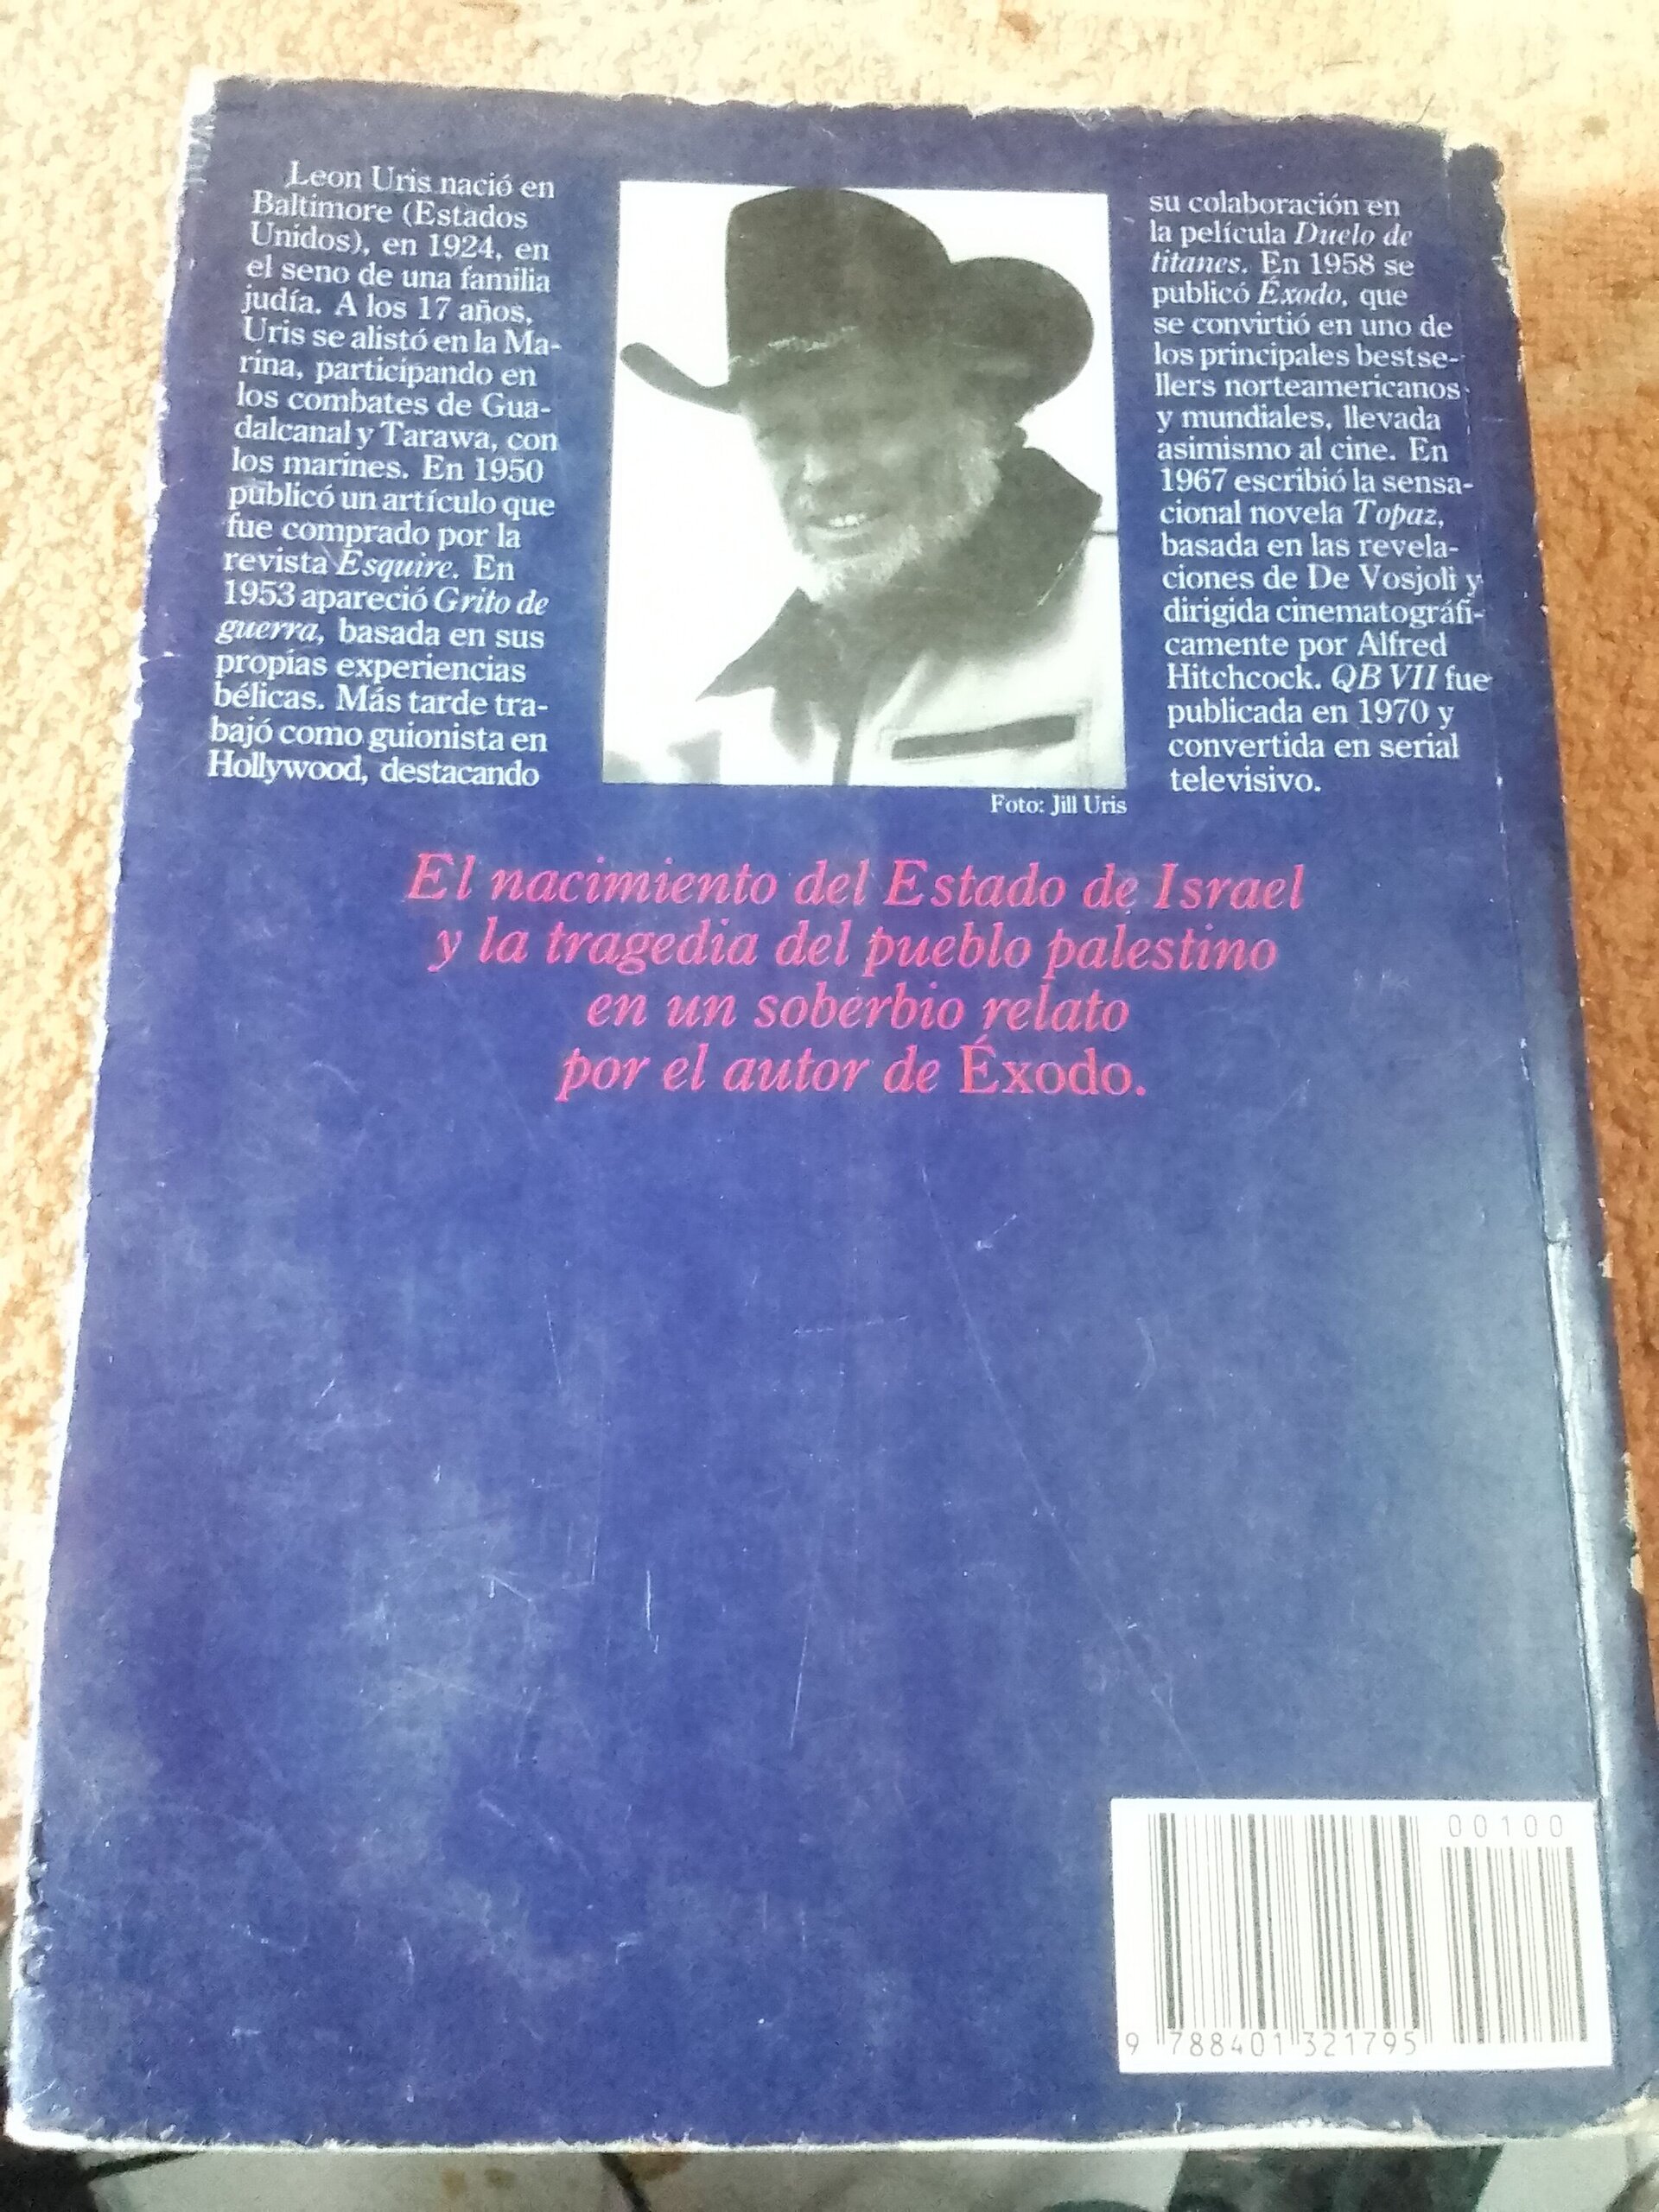 Leon Uris nació en
Baltimore (Estados
Unidos), en 1924, en
el seno de una familia
judía. A los 17 años,
Uris se alistó en la Ma-
rina, participando en
los combates de Gua-
dalcanal y Tarawa, con
los marines. En 1950
publicó un artículo que
fue comprado por la
revista Esquire. En
1953 apareció Grito de
guerra, basada en sus
propias experiencias
bélicas. Más tarde tra-
bajó como guionista en
Hollywood, destacando
su colaboración en
la película Duelo de
titanes. En 1958 se
publicó Éxodo, que
se convirtió en uno de
los principales bestse-
llers norteamericanos
y mundiales, llevada
asimismo al cine. En
1967 escribió la sensa-
cional novela Topaz,
basada en las revela-
ciones de De Vosjoli y
dirigida cinematográfi-
camente por Alfred
Hitchcock. QB VII fue
publicada en 1970 y
convertida en serial
televisivo.
Foto: Jill Uris
El nacimiento del Estado de Israel
y la tragedia del pueblo palestino
en un soberbio relato
por el autor de Éxodo.
00100
9 788401 321795